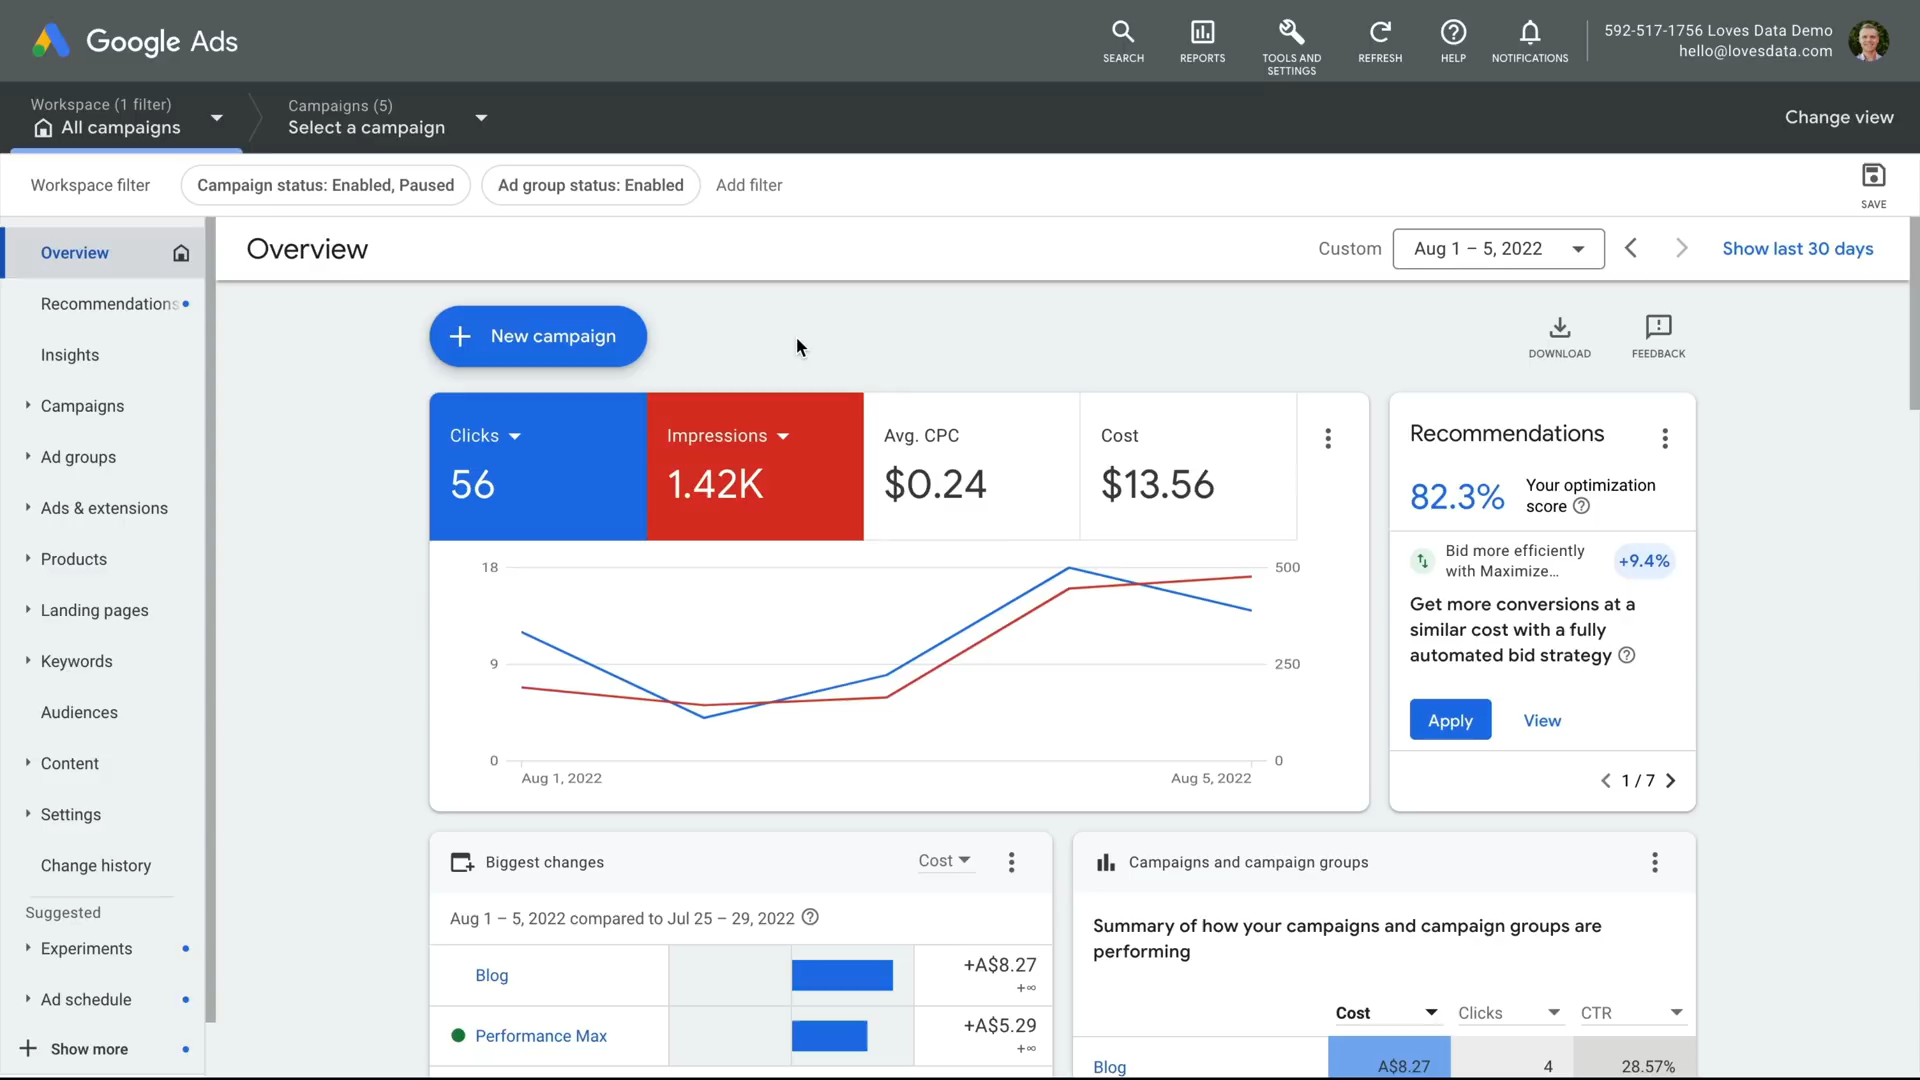 Google Ads
SEARCH
REPORTS
TOOLS AND
SETTINGS
REFRESH
HELP
NOTIFICATIONS
592-517-1756 Loves Data Demo
hello@lovesdata.com
Workspace (1 filter)
All campaigns
Campaigns (5)
Select a campaign
Change view
Workspace filter
Campaign status: Enabled, Paused
Ad group status: Enabled
Add filter
SAVE
Overview
Recommendations
Insights
Campaigns
Ad groups
Ads & extensions
Products
Landing pages
Keywords
Audiences
Content
Settings
Change history
Suggested
Experiments
Ad schedule
Show more
Overview
Custom
Aug 1 – 5, 2022
Show last 30 days
New campaign
DOWNLOAD
FEEDBACK
Clicks
56
Impressions
1.42K
Avg. CPC
$0.24
Cost
$13.56
18
9
0
500
250
0
Aug 1, 2022
Aug 5, 2022
Recommendations
82.3%
Your optimization
score
Bid more efficiently
with Maximize...
+9.4%
Get more conversions at a
similar cost with a fully
automated bid strategy
Apply
View
1 / 7
Biggest changes
Cost
Aug 1 – 5, 2022 compared to Jul 25 – 29, 2022
Blog
+A$8.27
+∞
Performance Max
+A$5.29
+∞
Campaigns and campaign groups
Summary of how your campaigns and campaign groups are
performing
Cost
Clicks
CTR
Blog
A$8.27
4
28.57%